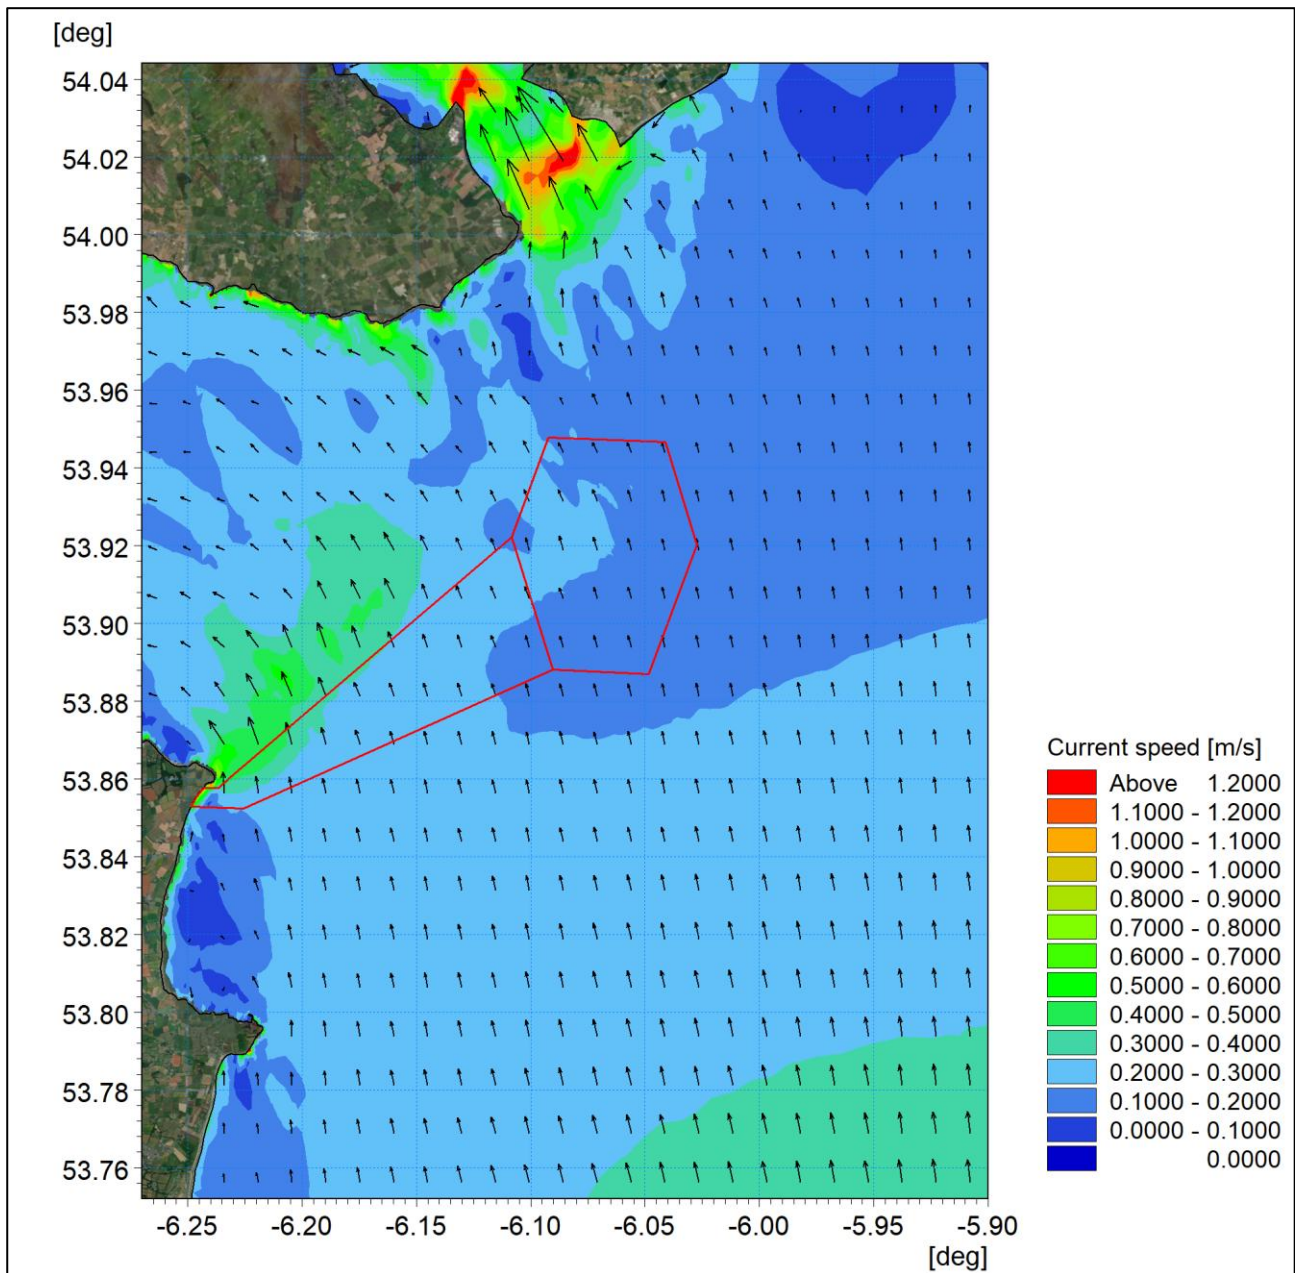 [deg]
54.04
54.02
54.00
53.98
53.96
53.94
53.92
53.90
53.88
53.86
53.84
53.82
53.80
53.78
53.76
-6.25 -6.20 -6.15 -6.10 -6.05 -6.00 -5.95 -5.90
[deg]
Current speed [m/s]
Above 1.2000
1.1000 - 1.2000
1.0000 - 1.1000
0.9000 - 1.0000
0.8000 - 0.9000
0.7000 - 0.8000
0.6000 - 0.7000
0.5000 - 0.6000
0.4000 - 0.5000
0.3000 - 0.4000
0.2000 - 0.3000
0.1000 - 0.2000
0.0000 - 0.1000
0.0000